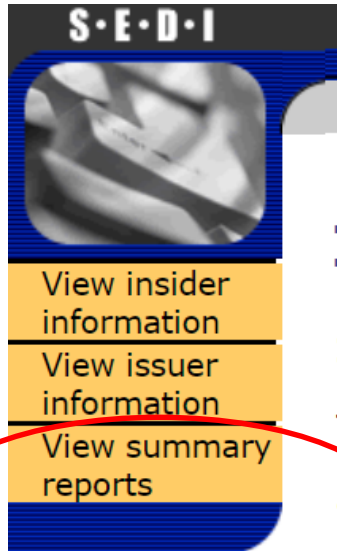 S•E•D•I
View insider
information
View issuer
information
View summary
reports